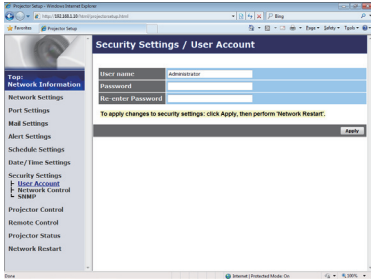 Projector Setup - Windows Internet Explorer
http://192.168.1.16/html/projectorsetup.html
Bing
Favorites
Projector Setup
Page
Safety
Tools
Security Settings / User Account
Top:
Network Information
Network Settings
Port Settings
Mail Settings
Alert Settings
Schedule Settings
Date/Time Settings
Security Settings
User Account
Network Control
SNMP
Projector Control
Remote Control
Projector Status
Network Restart
User name Administrator
Password
Re-enter Password
To apply changes to security settings: click Apply, then perform 'Network Restart'.
Apply
Done
Internet | Protected Mode: On
100%